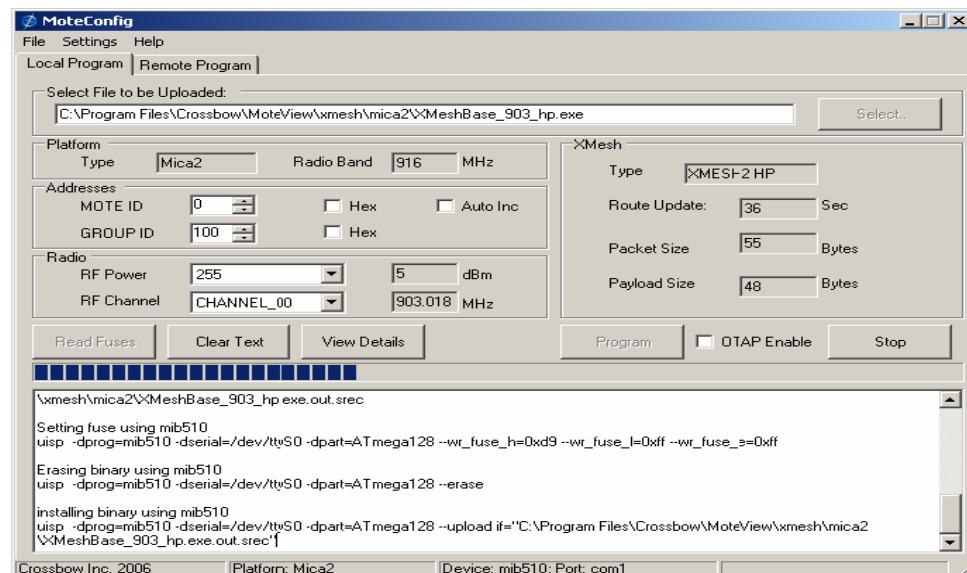 MoteConfig
File Settings Help
Local Program Remote Program
Select File to be Uploaded:
C:\Program Files\Crossbow\MoteView\xmesh\mica2\XMeshBase_903_hp.exe Select..
Platform
Type Mica2 Radio Band 916 MHz
XMesh
Type XMESH2 HP
Addresses
MOTE ID 0 Hex Auto Inc
Route Update: 36 Sec
GROUP ID 100 Hex
Packet Size 55 Bytes
Radio
RF Power 255 5 dBm
Payload Size 48 Bytes
RF Channel CHANNEL_00 903.018 MHz
Read Fuses Clear Text View Details Program OTAP Enable Stop
\xmesh\mica2\XMeshBase_903_hp.exe.out.srec
Setting fuse using mib510
uisp -dprog=mib510 -dserial=/dev/ttyS0 -dpart=ATmega128 --wr_fuse_h=0xd9 --wr_fuse_l=0xff --wr_fuse_e=0xff
Erasing binary using mib510
uisp -dprog=mib510 -dserial=/dev/ttyS0 -dpart=ATmega128 --erase
installing binary using mib510
uisp -dprog=mib510 -dserial=/dev/ttyS0 -dpart=ATmega128 --upload if="C:\Program Files\Crossbow\MoteView\xmesh\mica2
\XMeshBase_903_hp.exe.out.srec"
Crossbow Inc. 2006 Platform: Mica2 Device: mib510: Port: com1